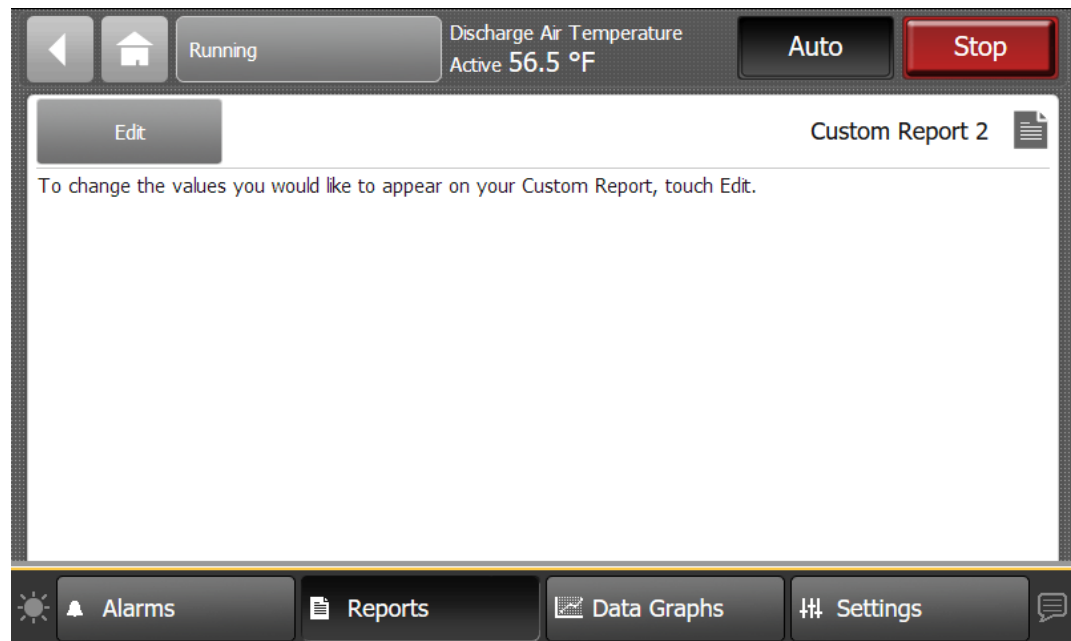 Running
Discharge Air Temperature
Active 56.5 °F
Auto
Stop
Edit
Custom Report 2
To change the values you would like to appear on your Custom Report, touch Edit.
Alarms
Reports
Data Graphs
Settings